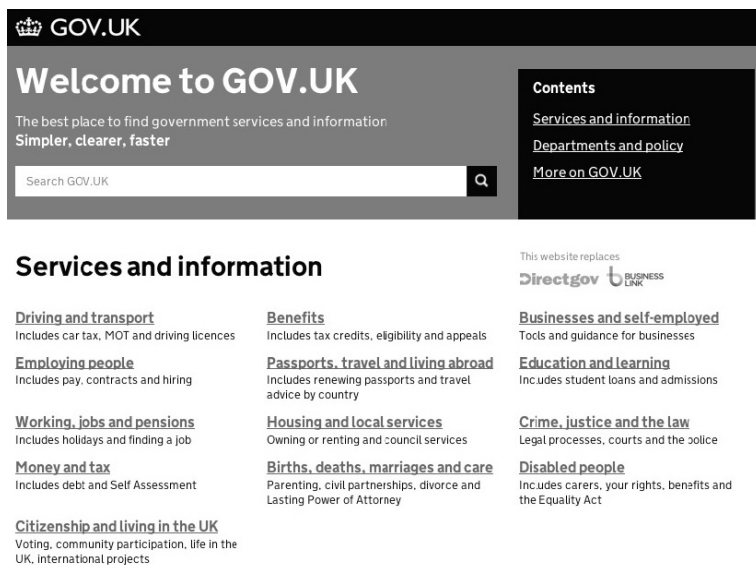 GOV.UK
Welcome to GOV.UK
The best place to find government services and information
Simpler, clearer, faster
Search GOV.UK
Contents
Services and information
Departments and policy
More on GOV.UK
Services and information
This website replaces
Directgov BUSINESS
LINK
Driving and transport
Includes car tax, MOT and driving licences
Benefits
Includes tax credits, eligibility and appeals
Businesses and self-employed
Tools and guidance for businesses
Employing people
Includes pay, contracts and hiring
Passports, travel and living abroad
Includes renewing passports and travel
advice by country
Education and learning
Includes student loans and admissions
Working, jobs and pensions
Includes holidays and finding a job
Housing and local services
Owning or renting and council services
Crime, justice and the law
Legal processes, courts and the police
Money and tax
Includes debt and Self Assessment
Births, deaths, marriages and care
Parenting, civil partnerships, divorce and
Lasting Power of Attorney
Disabled people
Includes carers, your rights, benefits and
the Equality Act
Citizenship and living in the UK
Voting, community participation, life in the
UK, international projects